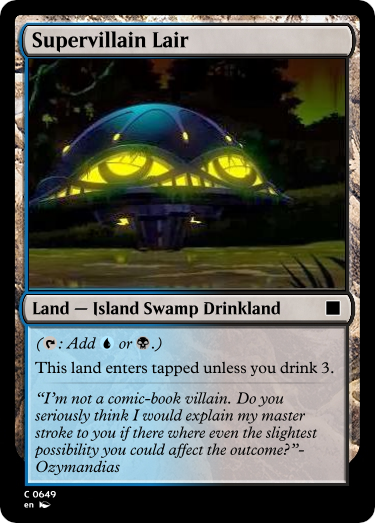 Supervillain Lair
Land — Island Swamp Drinkland
(: Add or .)
This land enters tapped unless you drink 3.
“I'm not a comic-book villain. Do you
seriously think I would explain my master
stroke to you if there where even the slightest
possibility you could affect the outcome?”-
Ozymandias
C 0649
en